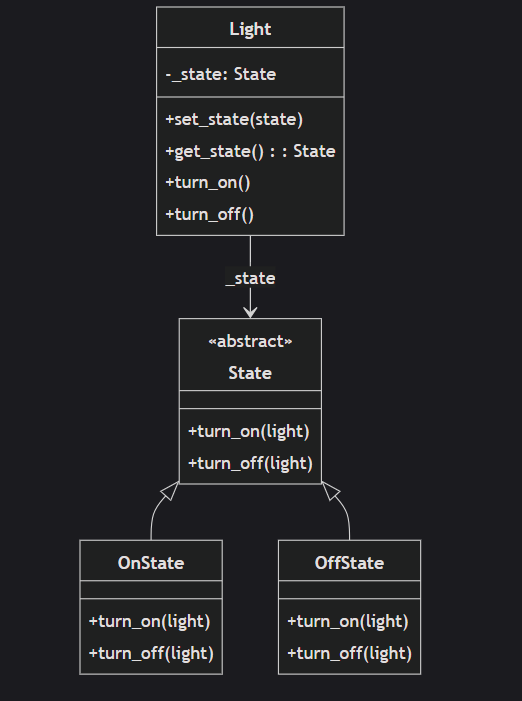 Light
-_state: State
+set_state(state)
+get_state() : : State
+turn_on()
+turn_off()
_state
«abstract»
State
+turn_on(light)
+turn_off(light)
OnState
+turn_on(light)
+turn_off(light)
OffState
+turn_on(light)
+turn_off(light)